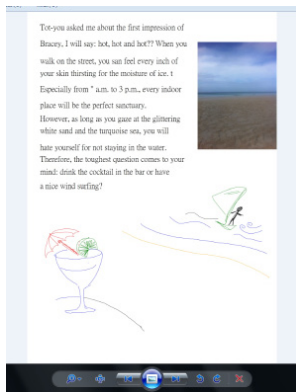 Tot-you asked me about the first impression of
Bracey, I will say: hot, hot and hot?? When you
walk on the street, you san feel every inch of
your skin thirsting for the moisture of ice. t
Especially from " a.m. to 3 p.m., every indoor
place will be the perfect sanctuary.
However, as long as you gaze at the glittering
white sand and the turquoise sea, you will
hate yourself for not staying in the water.
Therefore, the toughest question comes to your
mind: drink the cocktail in the bar or have
a nice wind surfing?